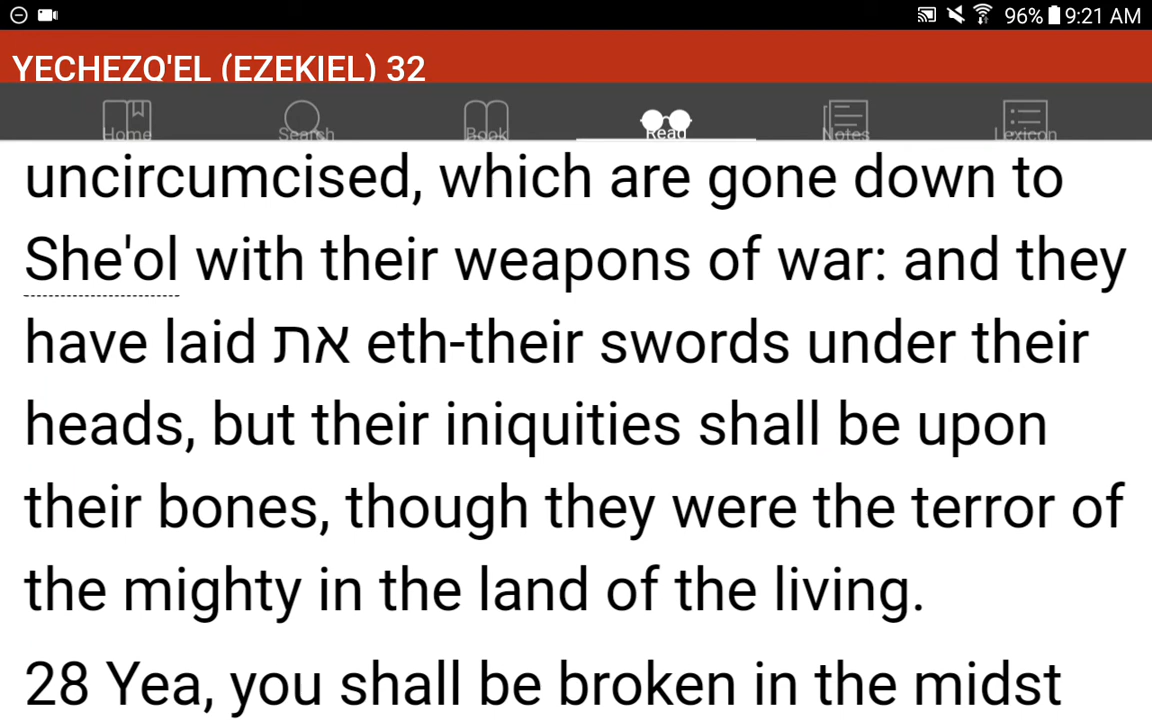 96% 9:21 AM
YECHEZQ'EL (EZEKIEL) 32
Home Search Book Read Notes Lexicon
uncircumcised, which are gone down to
She'ol with their weapons of war: and they
have laid את eth-their swords under their
heads, but their iniquities shall be upon
their bones, though they were the terror of
the mighty in the land of the living.
28 Yea, you shall be broken in the midst